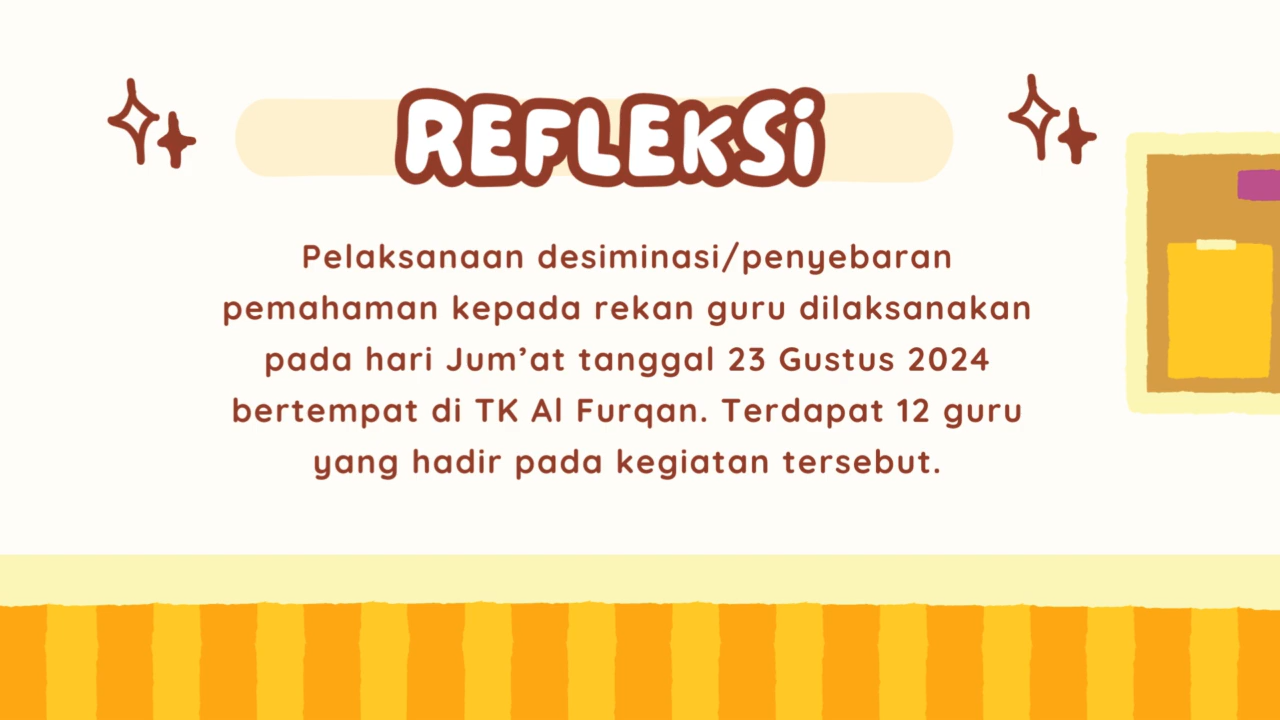 REFLEKSi
Pelaksanaan desiminasi/penyebaran
pemahaman kepada rekan guru dilaksanakan
pada hari Jum’at tanggal 23 Gustus 2024
bertempat di TK Al Furqan. Terdapat 12 guru
yang hadir pada kegiatan tersebut.